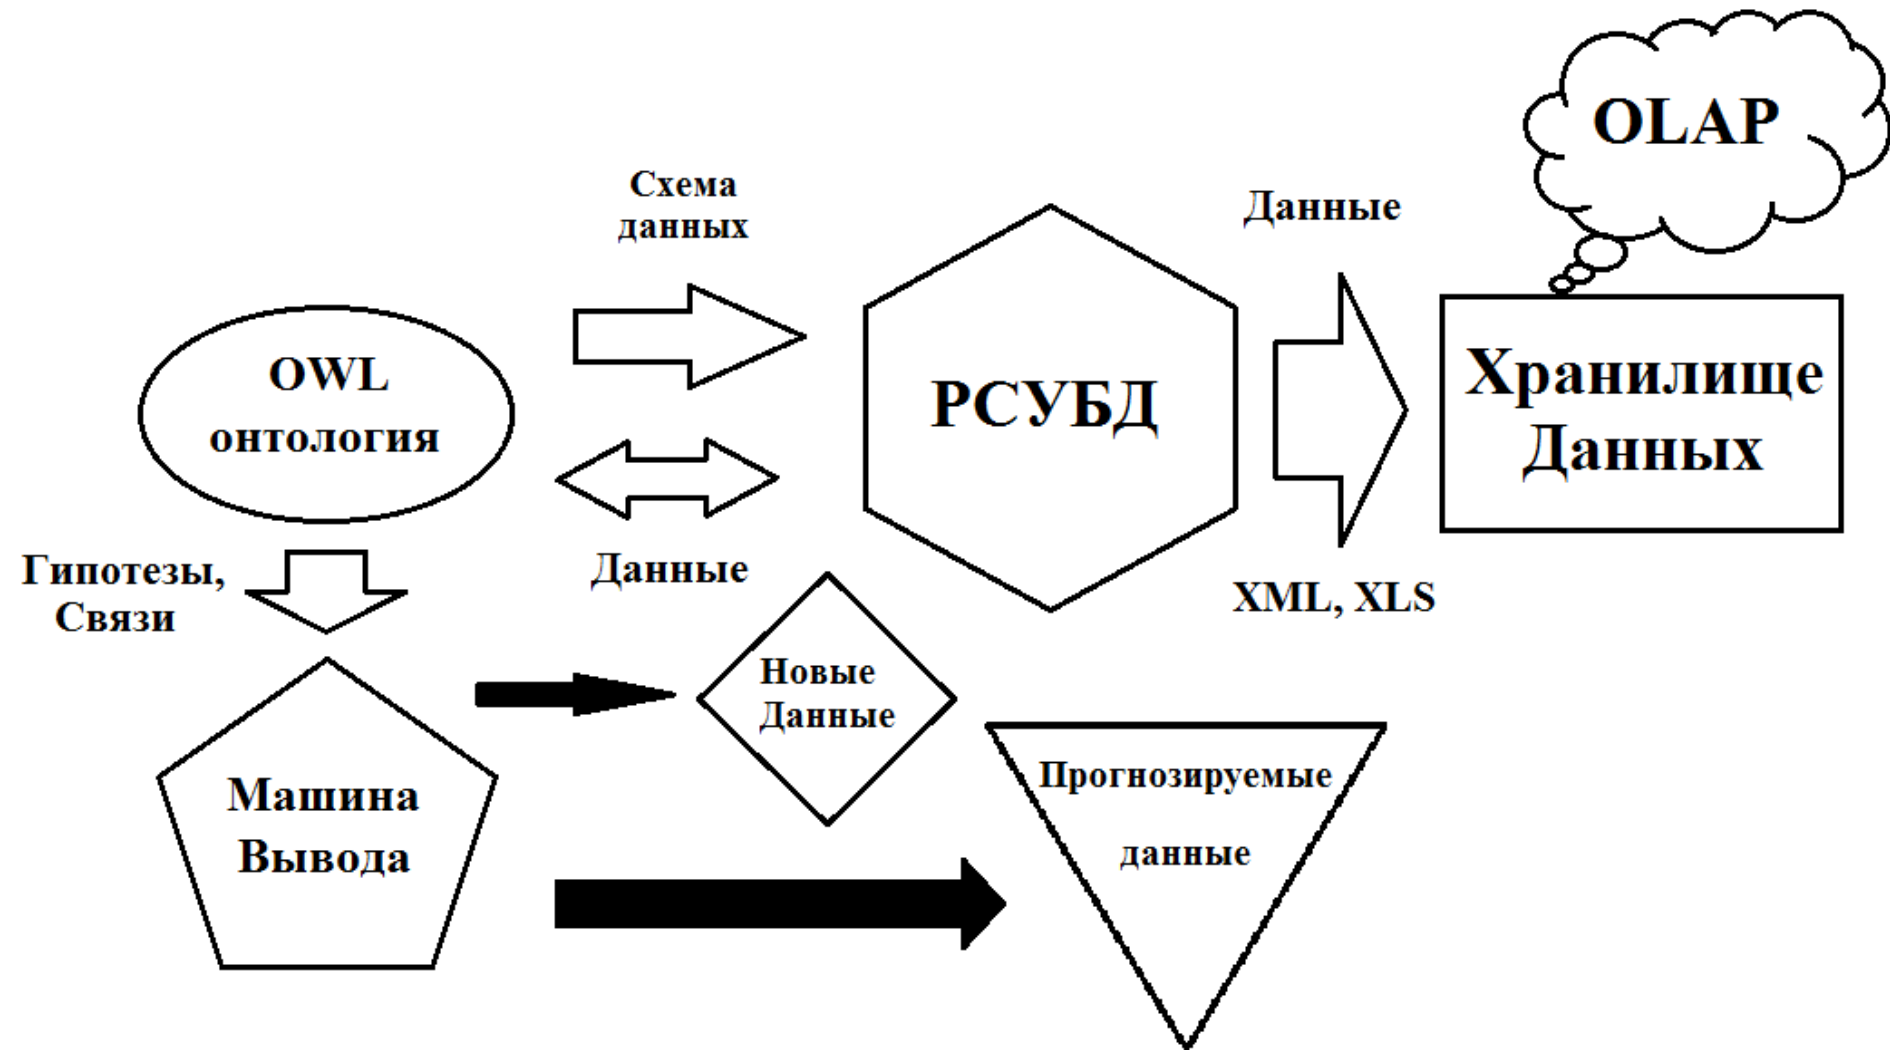 OLAP
Схема
данных
Данные
OWL
онтология
РСУБД
Хранилище
Данных
Гипотезы,
Связи
Данные
XML, XLS
Новые
Данные
Прогнозируемые
данные
Машина
Вывода